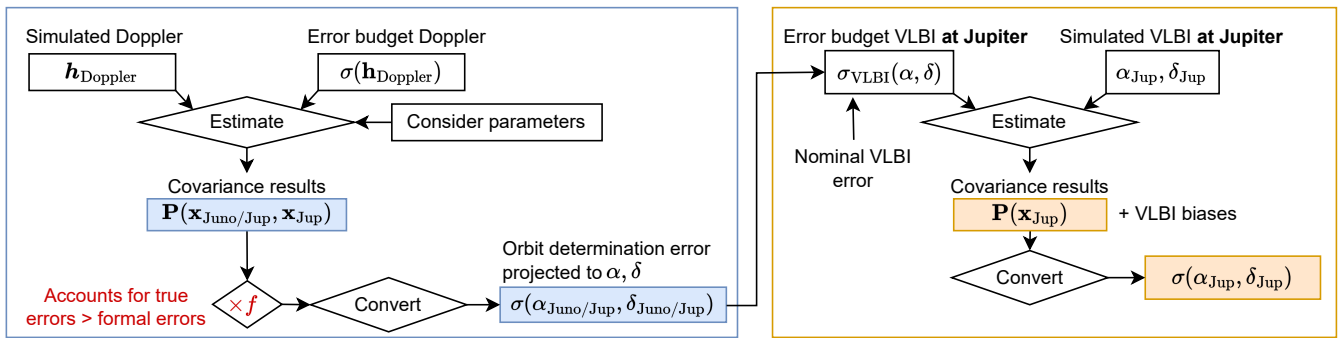 Simulated Doppler
h_Doppler
Error budget Doppler
σ(h_Doppler)
Estimate
Consider parameters
Covariance results
P(x_Juno/Jup, x_Jup)
Accounts for true
errors > formal errors
×f
Convert
Orbit determination error
projected to α, δ
σ(α_Juno/Jup, δ_Juno/Jup)
Error budget VLBI at Jupiter
σ_VLBI(α, δ)
Simulated VLBI at Jupiter
α_Jup, δ_Jup
Estimate
Nominal VLBI
error
Covariance results
P(x_Jup)
+ VLBI biases
Convert
σ(α_Jup, δ_Jup)